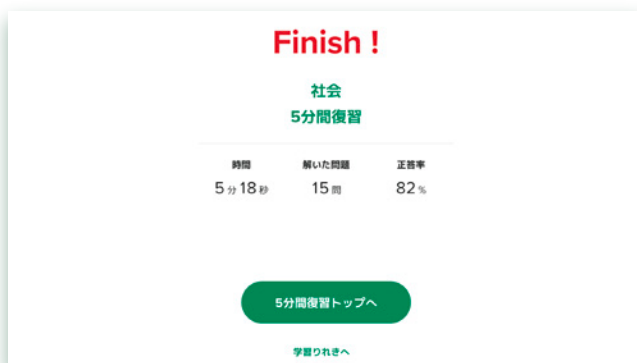 Finish !
社会
5分間復習
時間 解いた問題 正答率
5分18秒 15問 82%
5分間復習トップへ
学習りれきへ